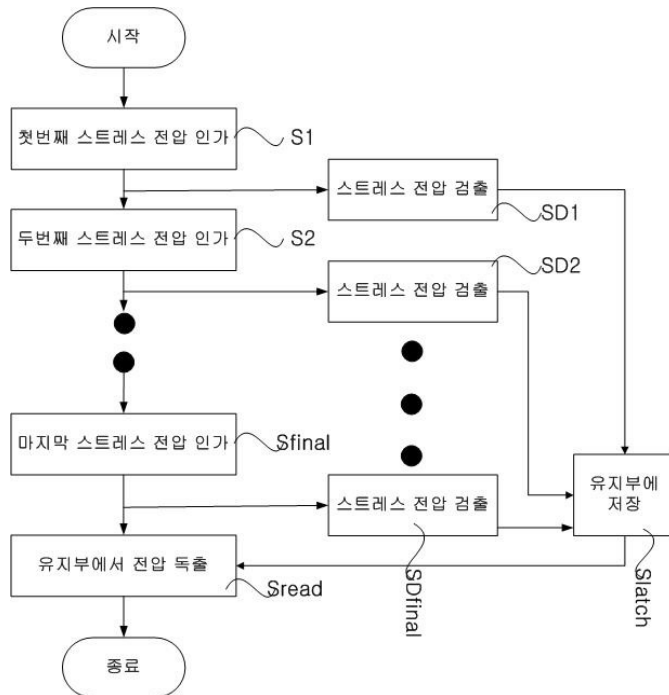 시작
첫번째 스트레스 전압 인가
S1
스트레스 전압 검출
SD1
두번째 스트레스 전압 인가
S2
SD2
스트레스 전압 검출
마지막 스트레스 전압 인가
Sfinal
유지부에
저장
스트레스 전압 검출
유지부에서 전압 독출
Sread
SDfinal
Slatch
종료